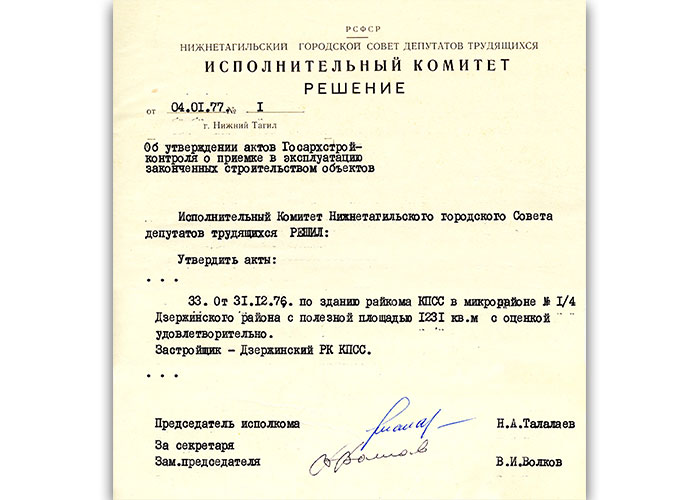 РСФСР
НИЖНЕТАГИЛЬСКИЙ ГОРОДСКОЙ СОВЕТ ДЕПУТАТОВ ТРУДЯЩИХСЯ
ИСПОЛНИТЕЛЬНЫЙ КОМИТЕТ
РЕШЕНИЕ
от 04.01.77. № I
г. Нижний Тагил
Об утверждении актов Госархстрой-
контроля о приемке в эксплуатацию
законченных строительством объектов
Исполнительный Комитет Нижнетагильского городского Совета
депутатов трудящихся РЕШИЛ:
Утвердить акты:
. . .
33. От 31.12.76. по зданию райкома КПСС в микрорайоне № I/4
Дзержинского района с полезной площадью 1231 кв.м с оценкой
удовлетворительно.
Застройщик – Дзержинский РК КПСС.
. . .
Председатель исполкома Н.А.Талалаев
За секретаря
Зам.председателя В.И.Волков